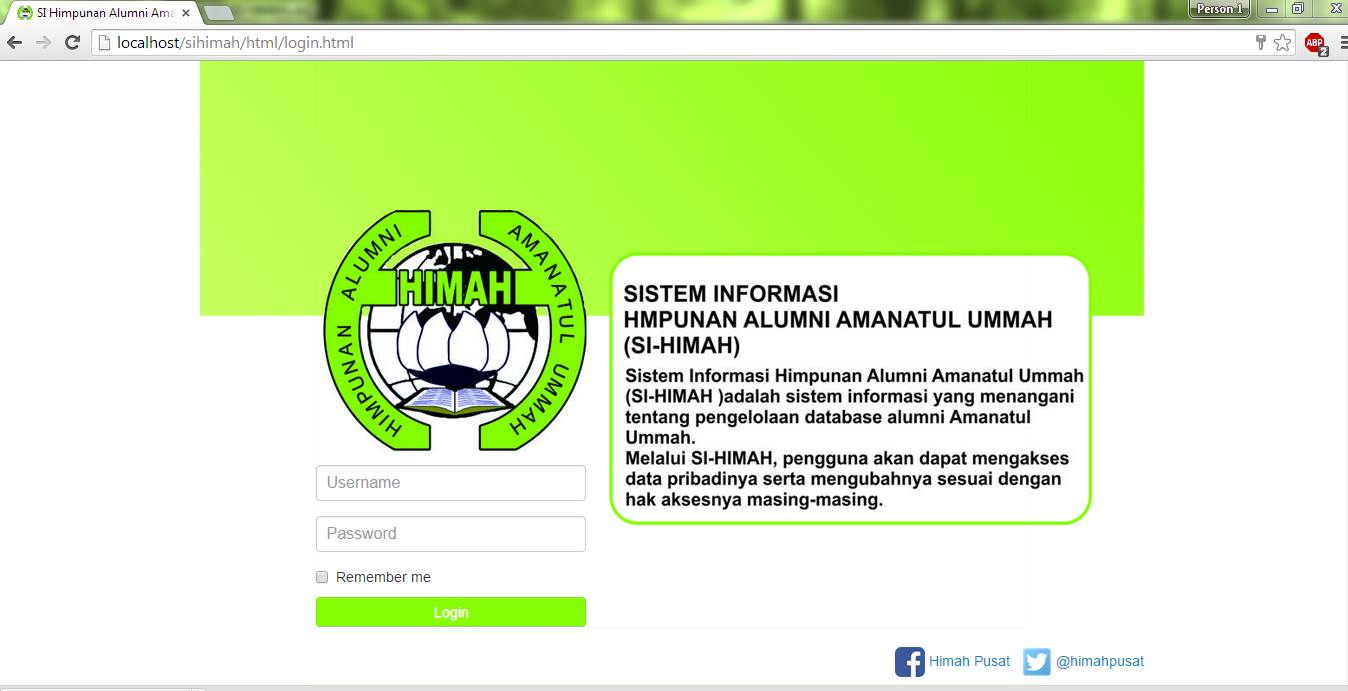 SI Himpunan Alumni Ama
Person 1
localhost/sihimah/html/login.html
ABP
2
HIMPUNAN ALUMNI AMANATUL UMMAH
HIMAH
SISTEM INFORMASI
HMPUNAN ALUMNI AMANATUL UMMAH
(SI-HIMAH)
Sistem Informasi Himpunan Alumni Amanatul Ummah
(SI-HIMAH )adalah sistem informasi yang menangani
tentang pengelolaan database alumni Amanatul
Ummah.
Melalui SI-HIMAH, pengguna akan dapat mengakses
data pribadinya serta mengubahnya sesuai dengan
hak aksesnya masing-masing.
Username
Password
Remember me
Login
Himah Pusat
@himahpusat